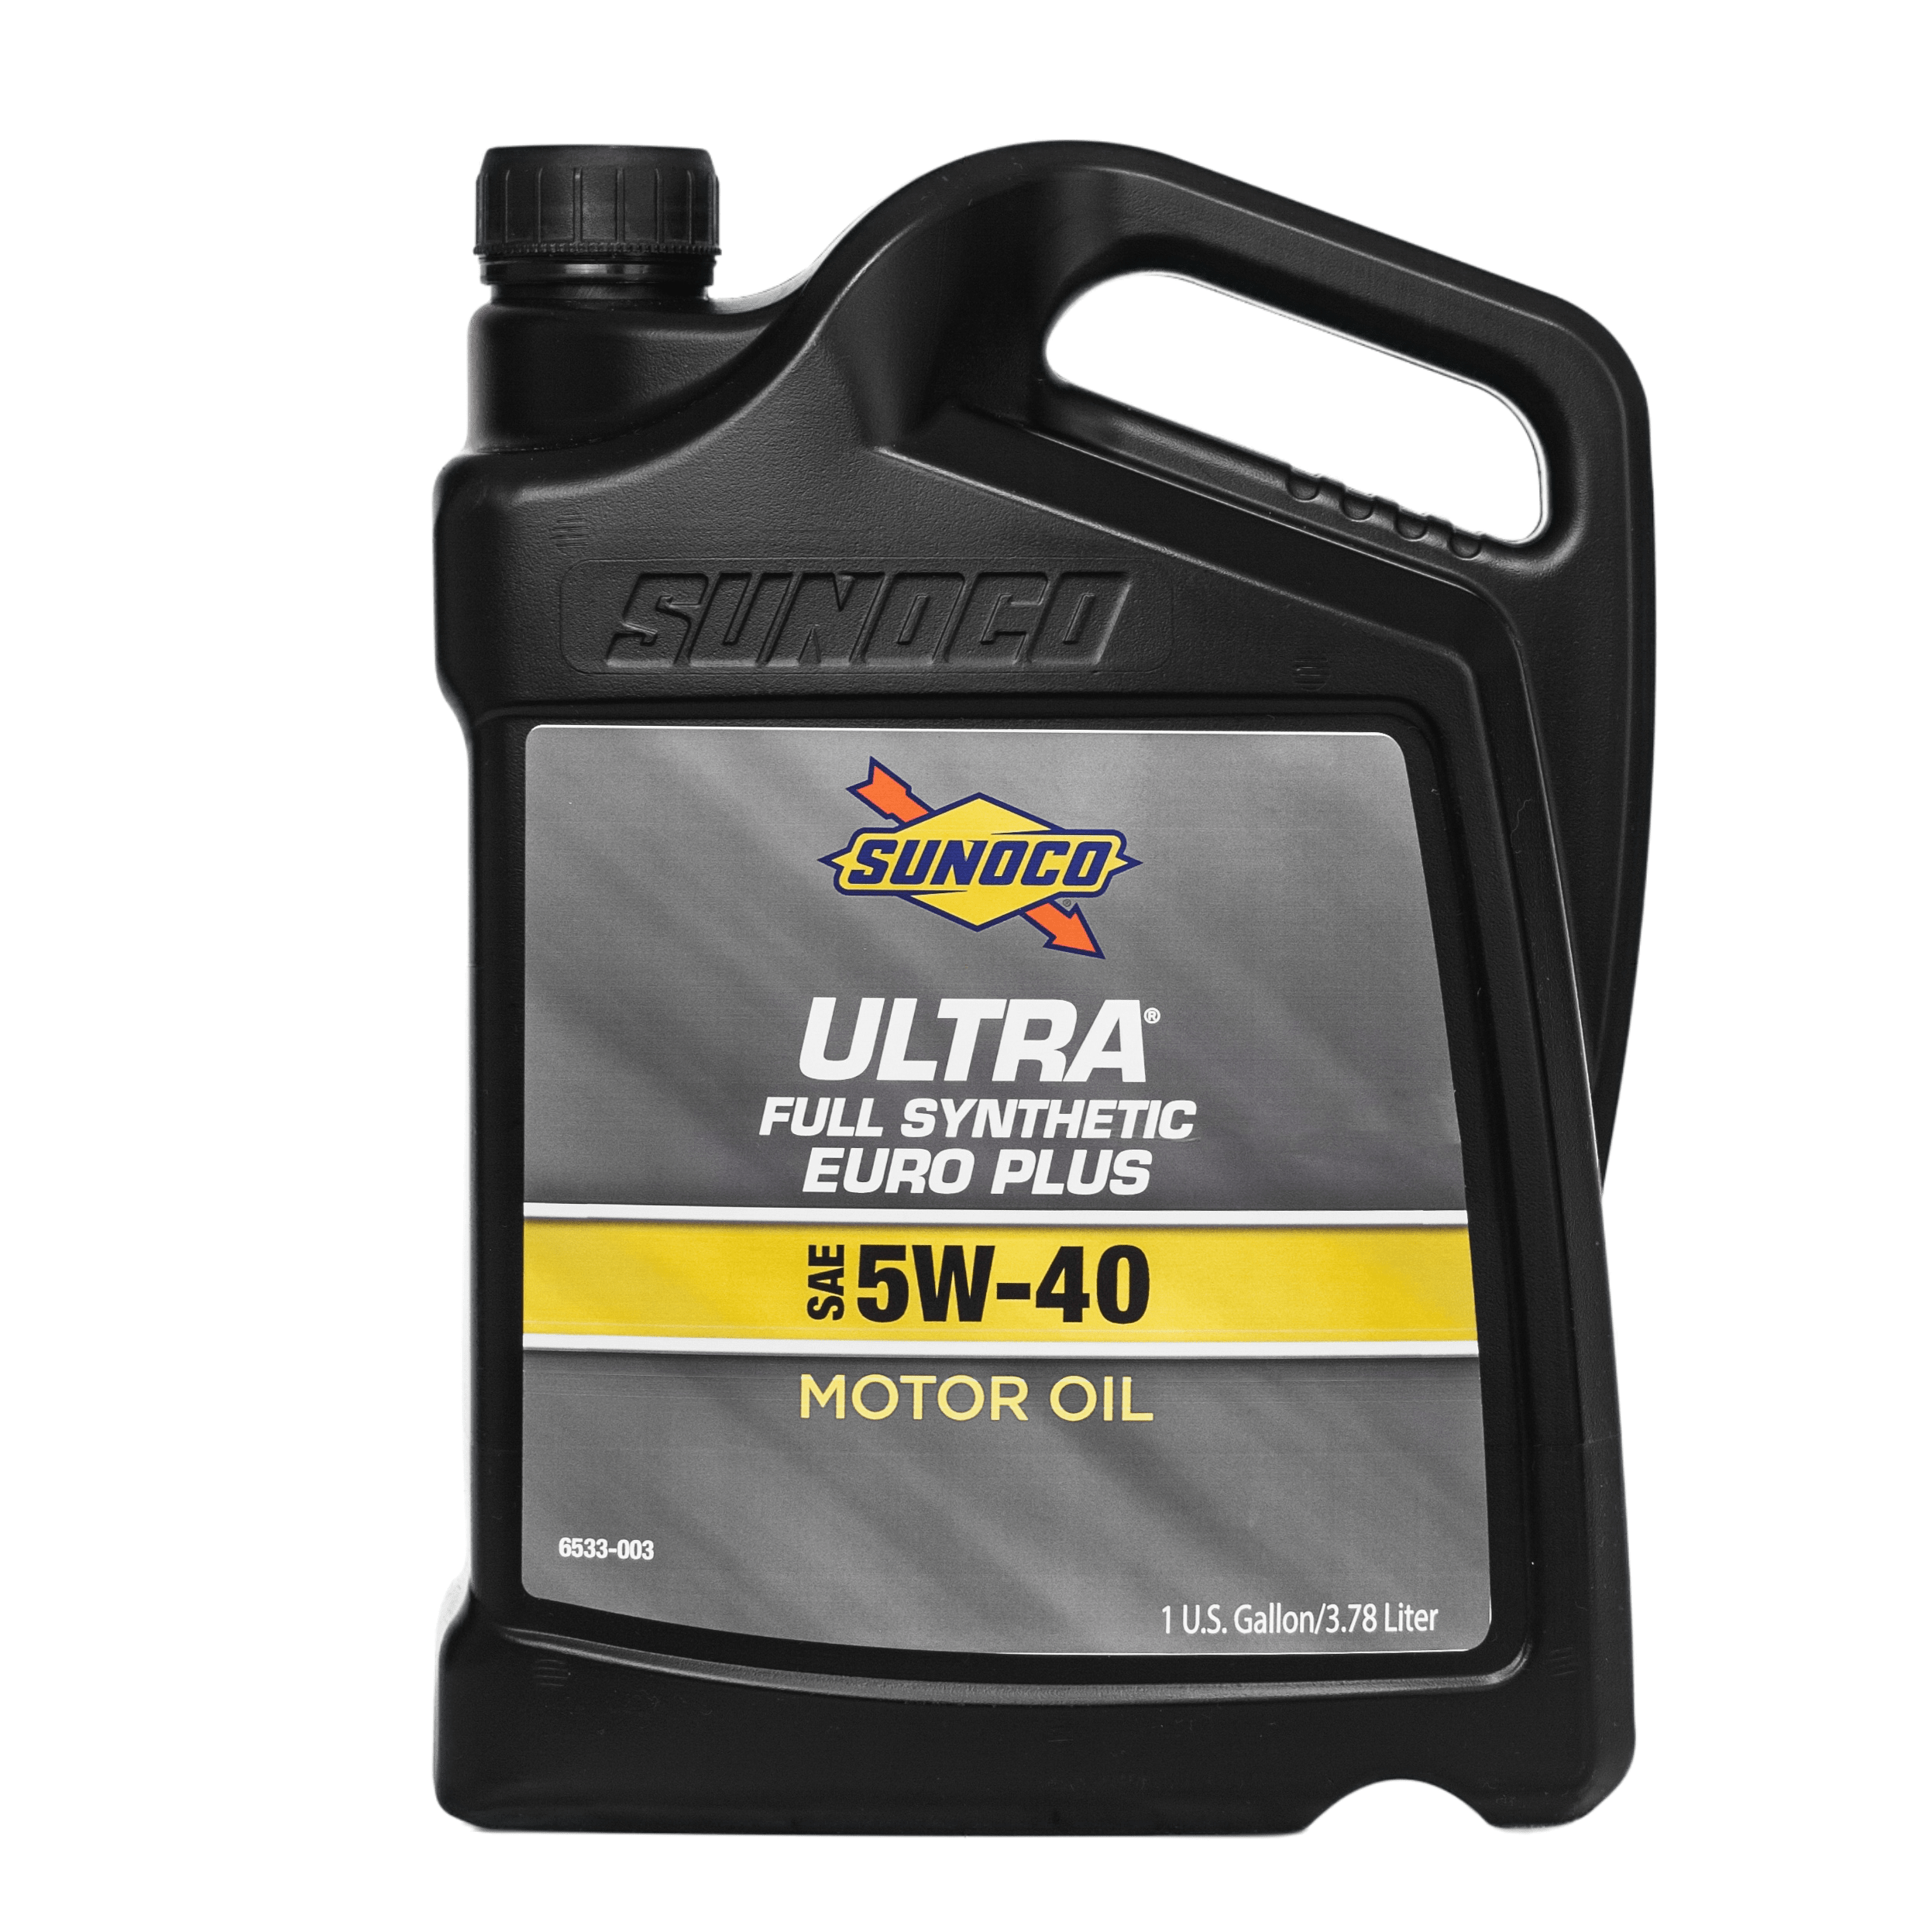 SUNOCO
SUNOCO®
ULTRA®
FULL SYNTHETIC
EURO PLUS
SAE 5W-40
MOTOR OIL
6533-003
1 U.S. Gallon/3.78 Liter